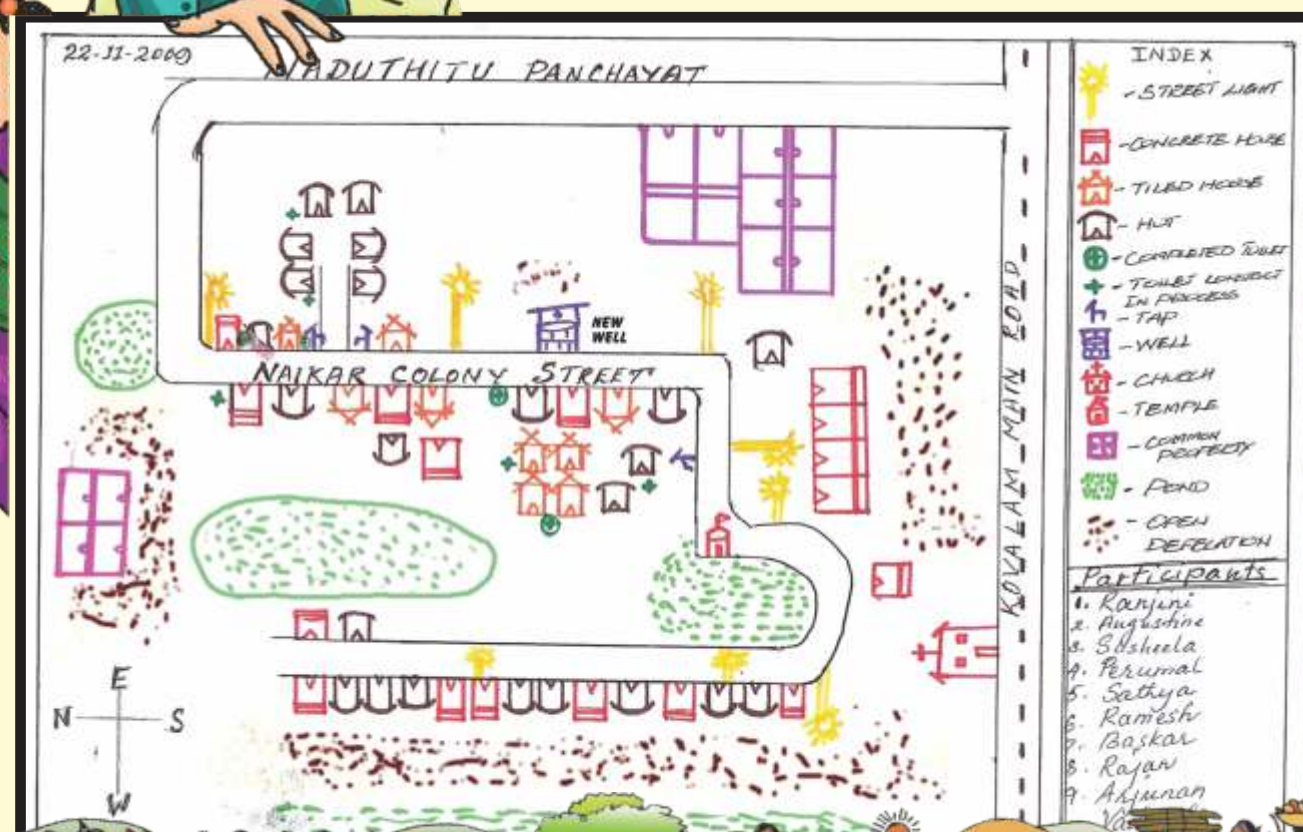 22-11-2009
NADUTHITU PANCHAYAT
INDEX
- STREET LIGHT
- CONCRETE HOUSE
- TILED HOUSE
- HUT
- COMPLETED TOILET
- TOILET CONSTRUCT
IN PROCESS
- TAP
- WELL
- CHURCH
- TEMPLE
- COMMON
PROPERTY
- POND
- OPEN
DEFECATION
NEW
WELL
NAIKAR COLONY STREET
KOVALAM MAIN ROAD
Participants
1. Ranjini
2. Augustine
3. Susheela
4. Perumal
5. Sathya
6. Ramesh
7. Baskar
8. Rajan
9. Arjunan
E
N
S
W